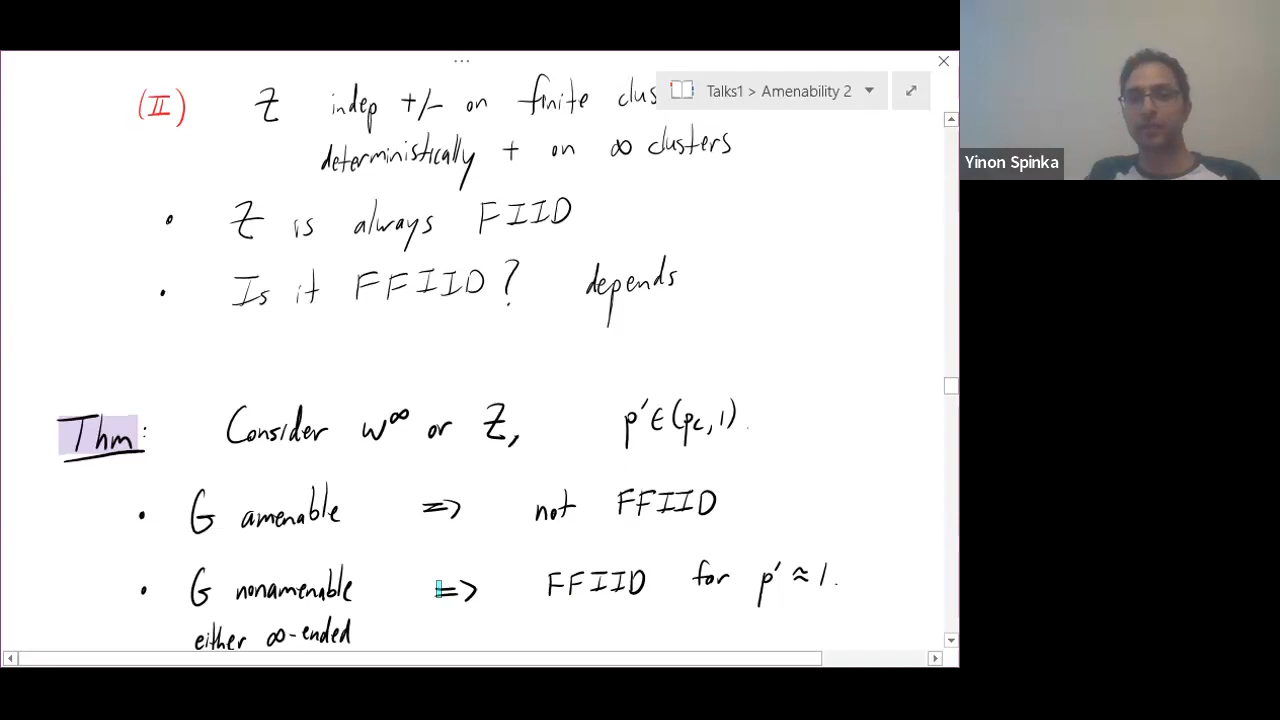 (II) Z indep +/- on finite clus
Talks1 > Amenability 2
deterministically + on ∞ clusters
Yinon Spinka
• Z is always FIID
• Is it FFIID? depends
Thm: Consider w^∞ or Z, p'∈(pc,1).
• G amenable => not FFIID
• G nonamenable => FFIID for p'≈1.
either ∞-ended